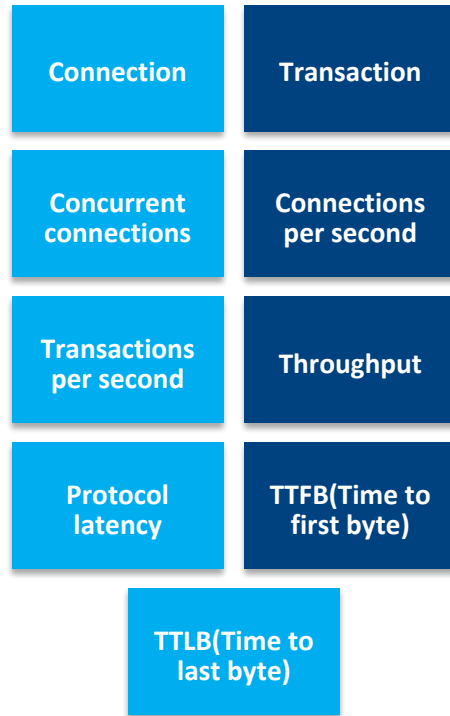 Connection
Transaction
Concurrent
connections
Connections
per second
Transactions
per second
Throughput
Protocol
latency
TTFB(Time to
first byte)
TTLB(Time to
last byte)